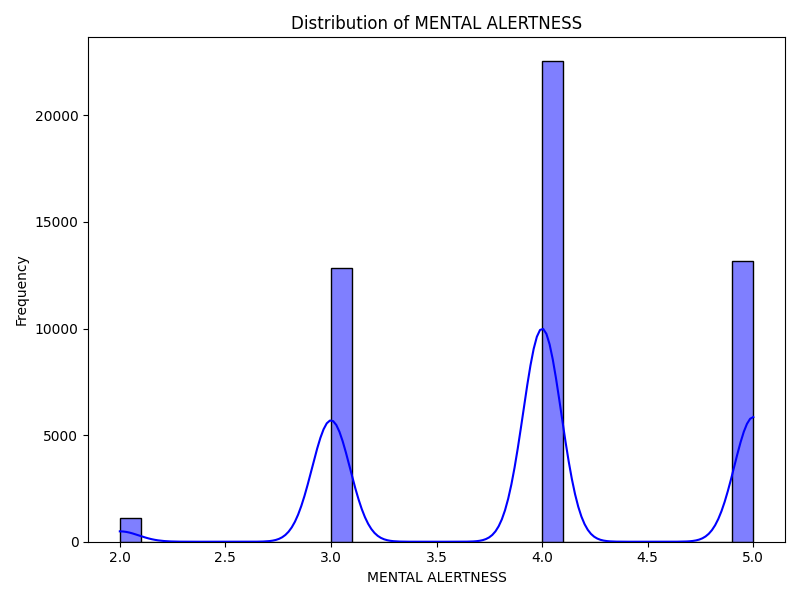 Distribution of MENTAL ALERTNESS
Frequency
20000
15000
10000
5000
0
2.0 2.5 3.0 3.5 4.0 4.5 5.0
MENTAL ALERTNESS